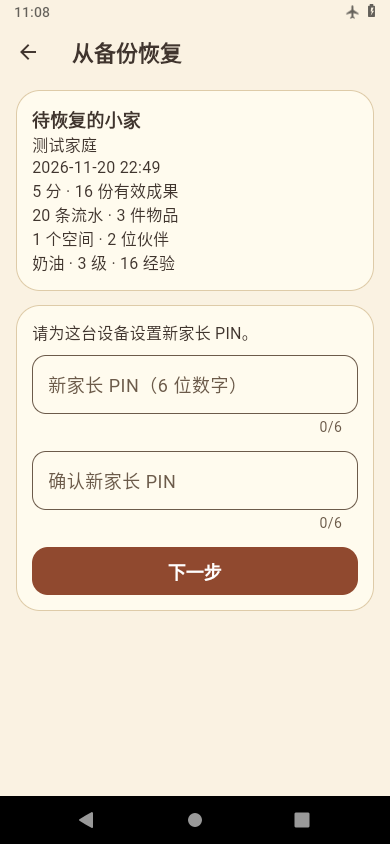 11:08
从备份恢复
待恢复的小家
测试家庭
2026-11-20 22:49
5 分 · 16 份有效成果
20 条流水 · 3 件物品
1 个空间 · 2 位伙伴
奶油 · 3 级 · 16 经验
请为这台设备设置新家长 PIN。
新家长 PIN（6 位数字）
0/6
确认新家长 PIN
0/6
下一步